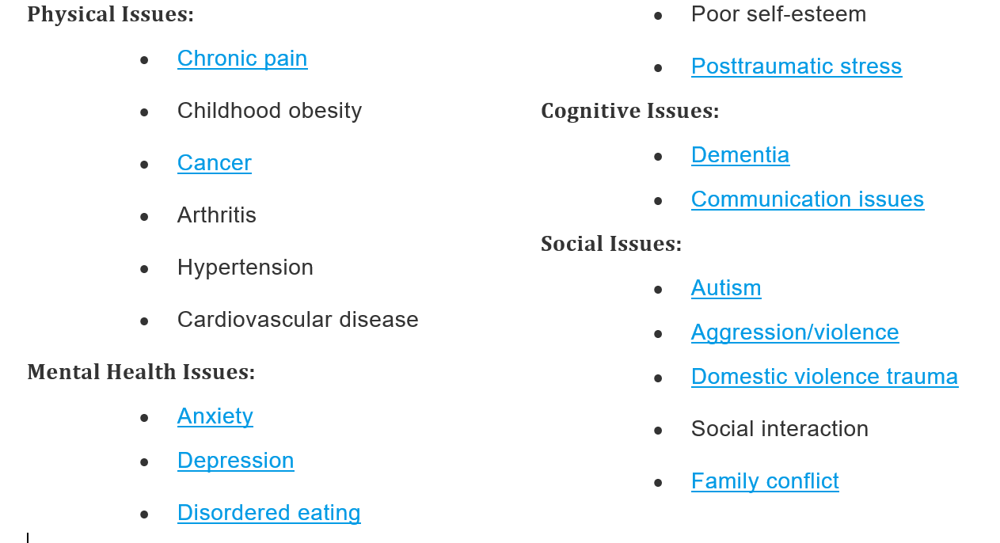 Physical Issues:
Chronic pain
Childhood obesity
Cancer
Arthritis
Hypertension
Cardiovascular disease
Mental Health Issues:
Anxiety
Depression
Disordered eating
Poor self-esteem
Posttraumatic stress
Cognitive Issues:
Dementia
Communication issues
Social Issues:
Autism
Aggression/violence
Domestic violence trauma
Social interaction
Family conflict